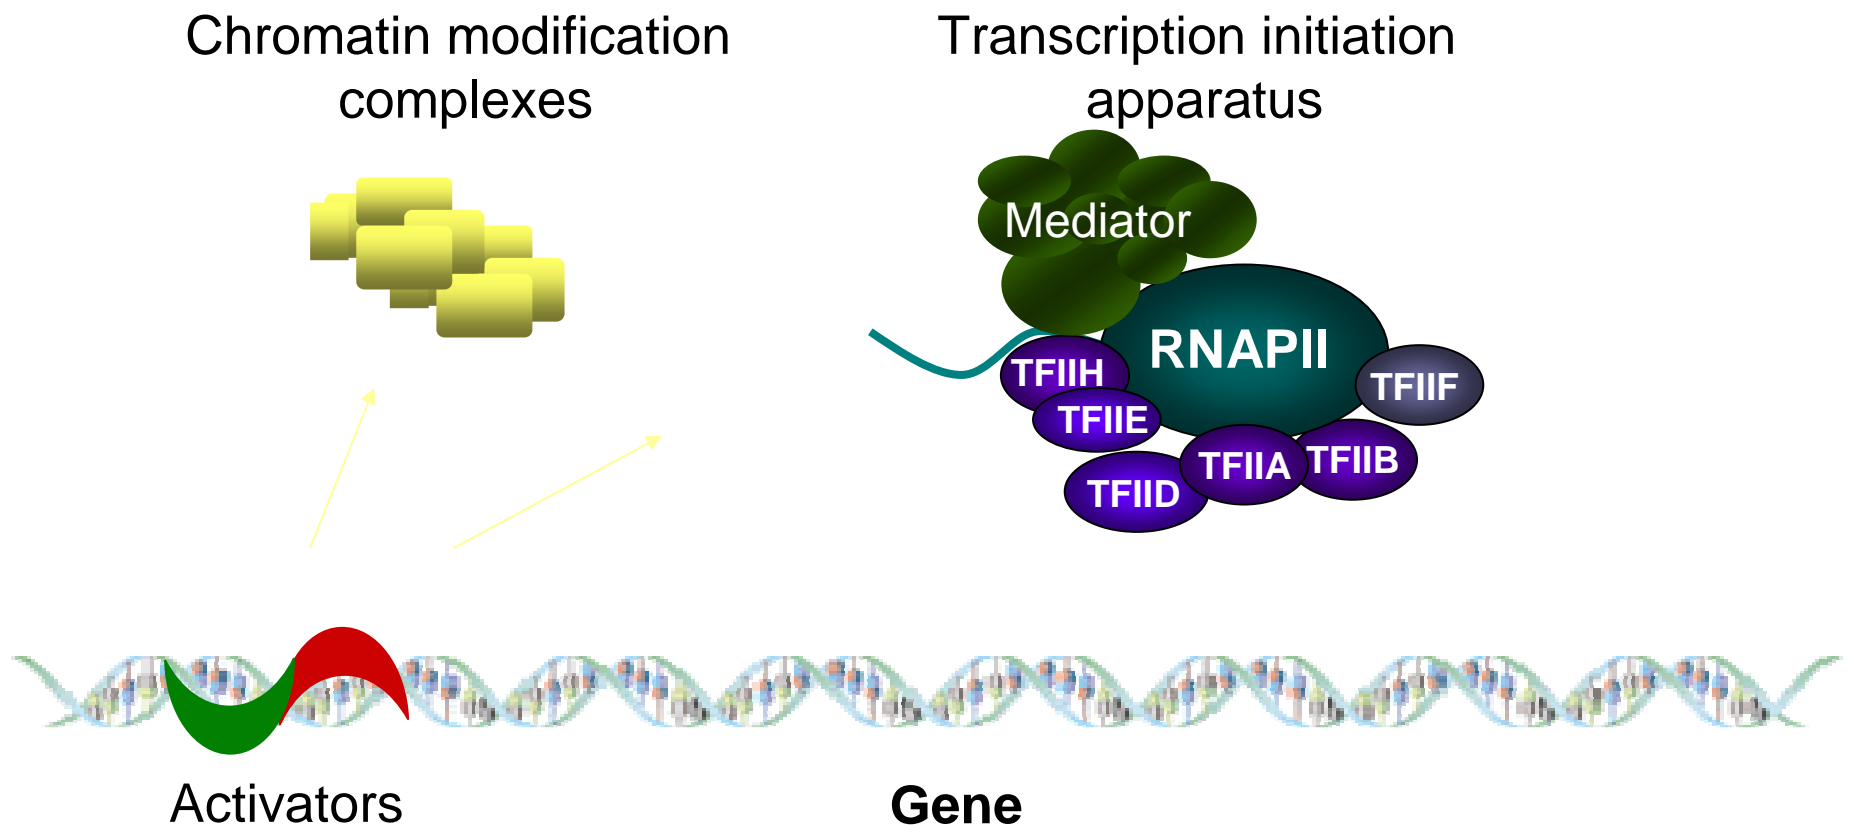 Chromatin modification
complexes
Transcription initiation
apparatus
Mediator
RNAPII
TFIIH
TFIIF
TFIIE
TFIIA
TFIIB
TFIID
Activators
Gene